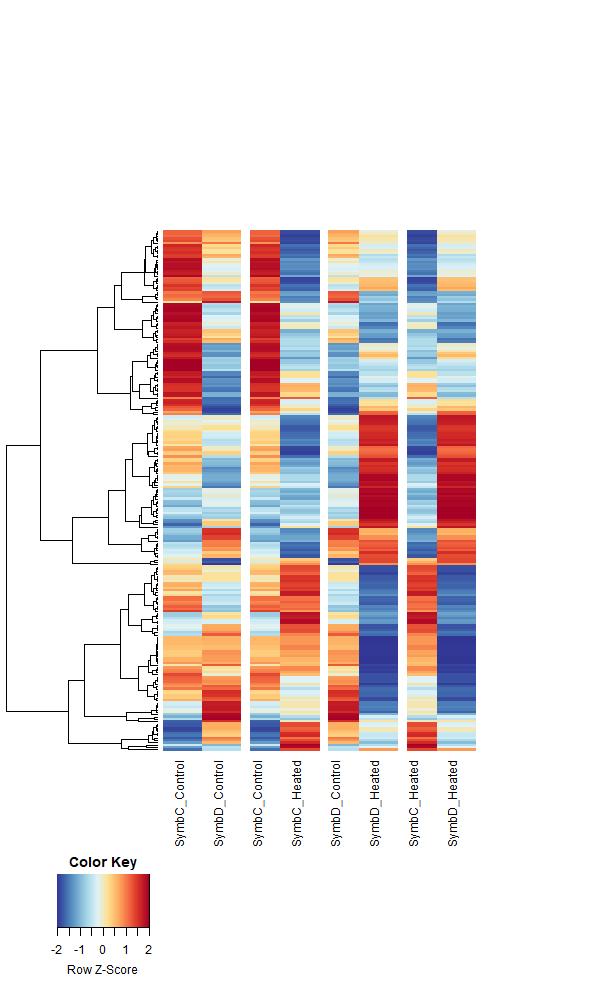 SymbC_Control
SymbD_Control
SymbC_Control
SymbC_Heated
SymbD_Control
SymbD_Heated
SymbC_Heated
SymbD_Heated
Color Key
-2 -1 0 1 2
Row Z-Score